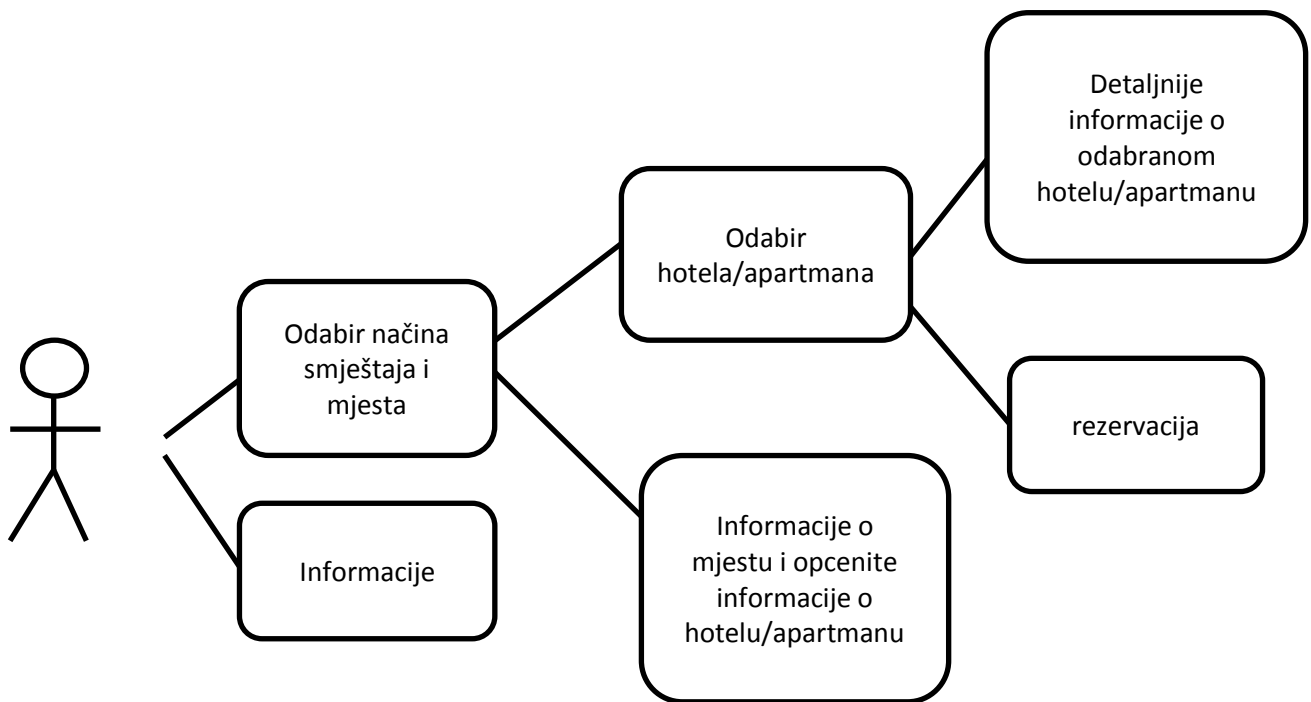 Odabir načina
smještaja i
mjesta
Informacije
Odabir
hotela/apartmana
Informacije o
mjestu i opcenite
informacije o
hotelu/apartmanu
Detaljnije
informacije o
odabranom
hotelu/apartmanu
rezervacija